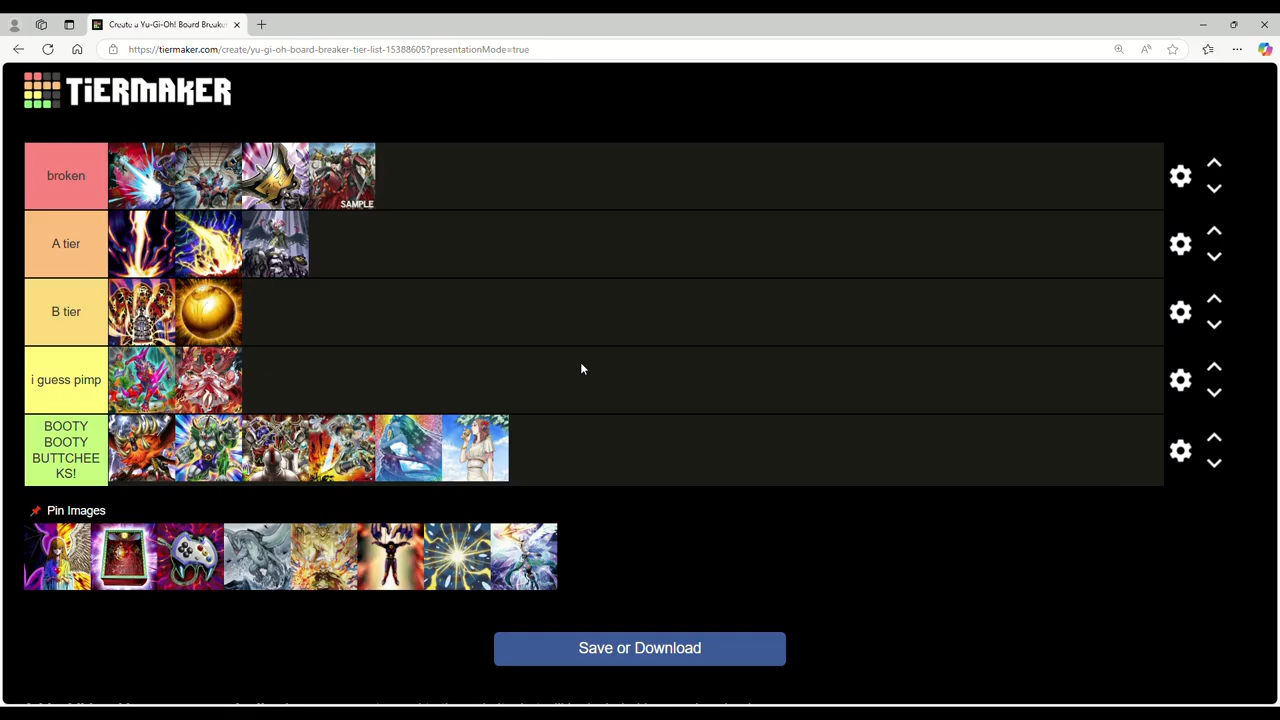 Create a Yu-Gi-Oh! Board Breake
https://tiermaker.com/create/yu-gi-oh-board-breaker-tier-list-15388605?presentationMode=true
TiERMAKER
broken
SAMPLE
A tier
B tier
i guess pimp
BOOTY
BOOTY
BUTTCHEE
KS!
Pin Images
Save or Download